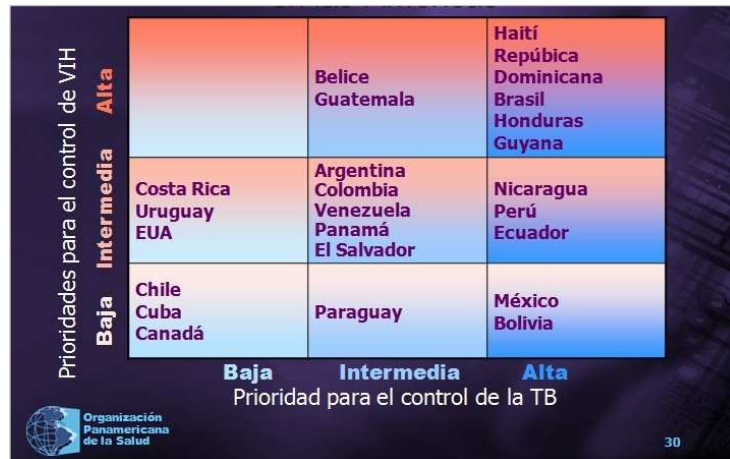 Prioridades para el control de VIH
Alta
Belice
Guatemala
Haití
Repúbica
Dominicana
Brasil
Honduras
Guyana
Intermedia
Costa Rica
Uruguay
EUA
Argentina
Colombia
Venezuela
Panamá
El Salvador
Nicaragua
Perú
Ecuador
Baja
Chile
Cuba
Canadá
Paraguay
México
Bolivia
Baja Intermedia Alta
Prioridad para el control de la TB
Organización
Panamericana
de la Salud
30